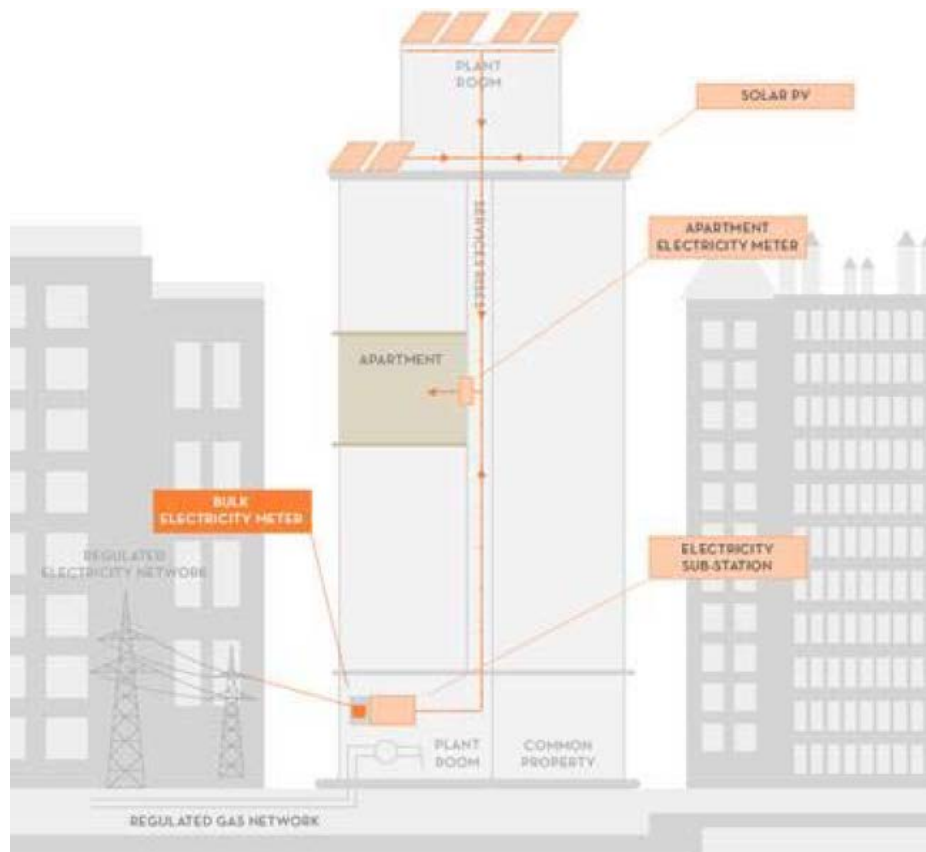 PLANT
ROOM
SOLAR PV
SERVICES RISES
APARTMENT
ELECTRICITY METER
APARTMENT
BULK
ELECTRICITY METER
REGULATED
ELECTRICITY NETWORK
ELECTRICITY
SUB-STATION
PLANT
ROOM
COMMON
PROPERTY
REGULATED GAS NETWORK